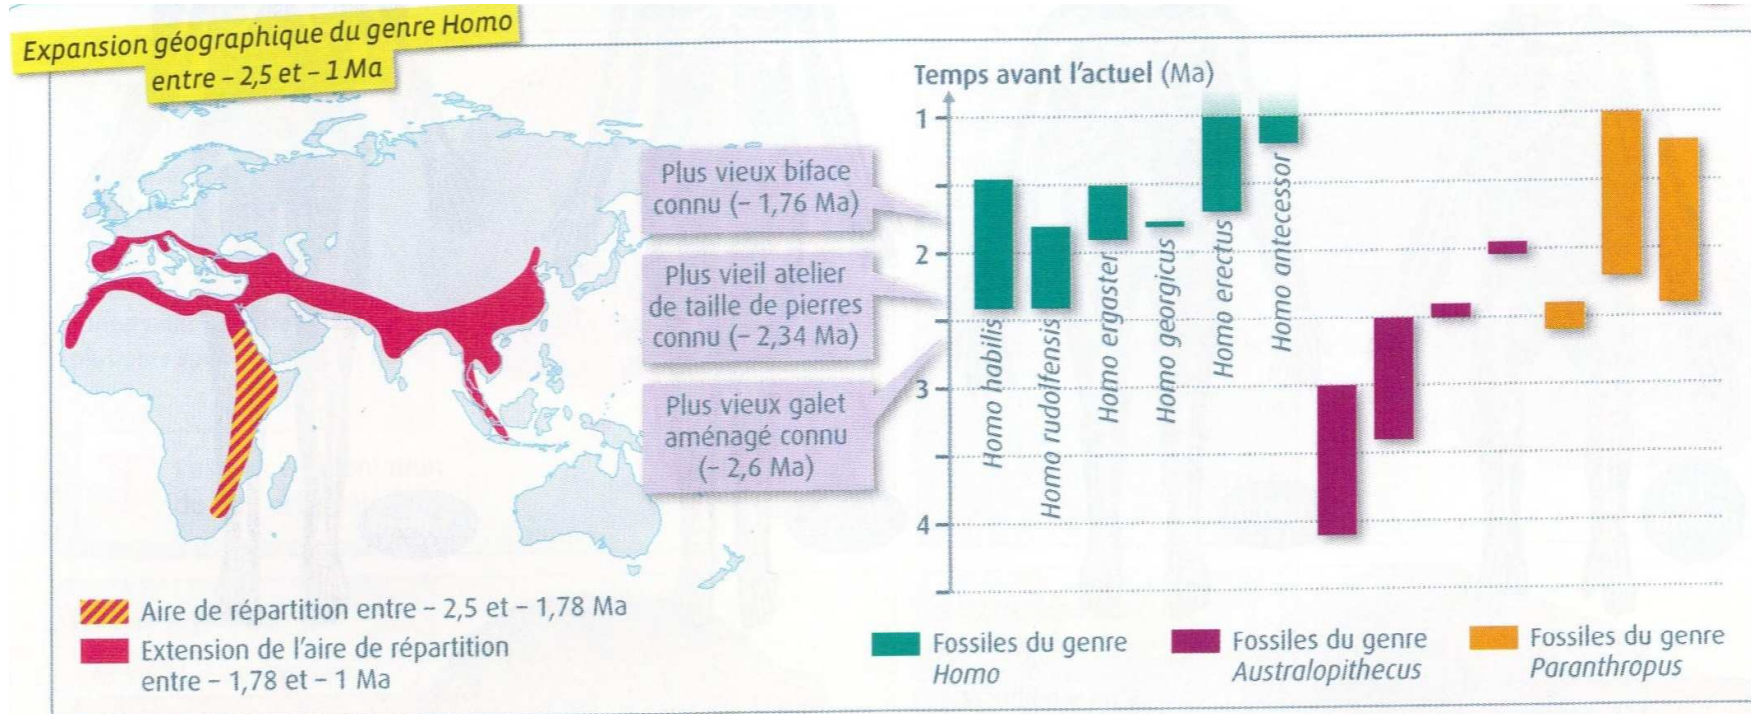 Expansion géographique du genre Homo
entre – 2,5 et – 1 Ma
Aire de répartition entre – 2,5 et – 1,78 Ma
Extension de l'aire de répartition
entre – 1,78 et – 1 Ma
Plus vieux biface
connu (– 1,76 Ma)
Plus vieil atelier
de taille de pierres
connu (– 2,34 Ma)
Plus vieux galet
aménagé connu
(– 2,6 Ma)
Temps avant l'actuel (Ma)
1
2
3
4
Homo habilis
Homo rudolfensis
Homo ergaster
Homo georgicus
Homo erectus
Homo antecessor
Fossiles du genre
Homo
Fossiles du genre
Australopithecus
Fossiles du genre
Paranthropus